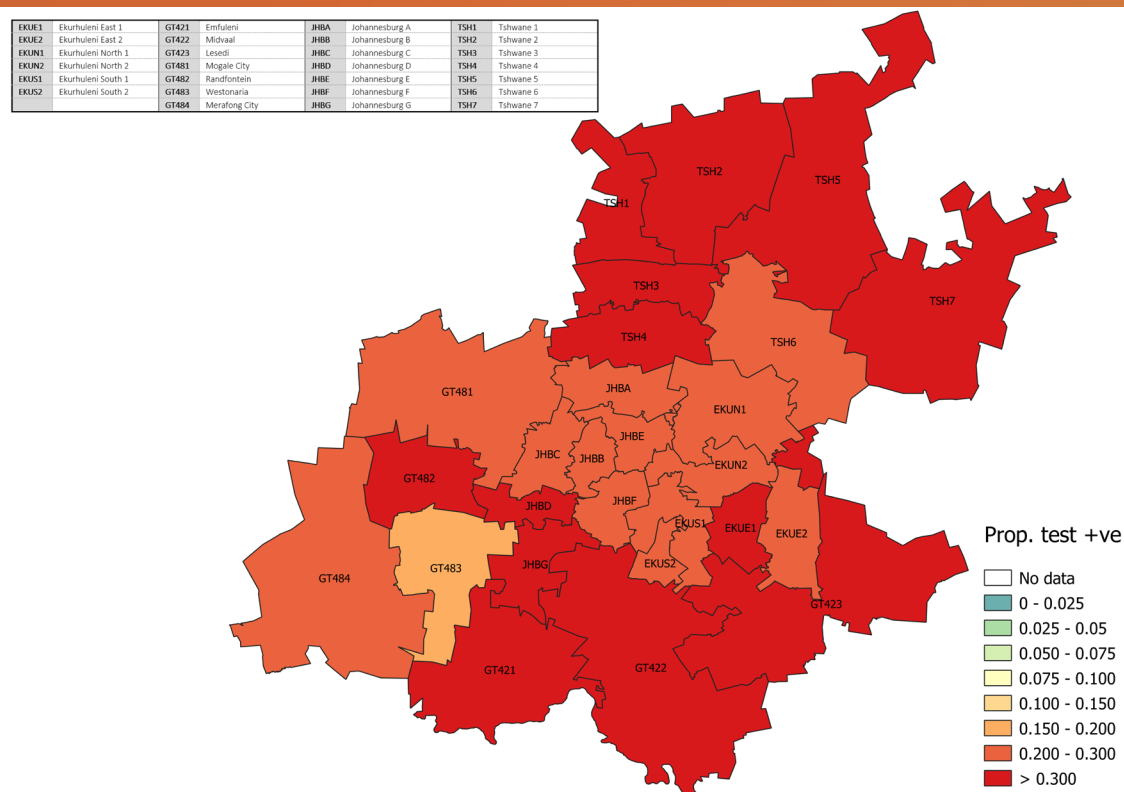 EKUE1 Ekurhuleni East 1 GT421 Emfuleni JHBA Johannesburg A TSH1 Tshwane 1
EKUE2 Ekurhuleni East 2 GT422 Midvaal JHBB Johannesburg B TSH2 Tshwane 2
EKUN1 Ekurhuleni North 1 GT423 Lesedi JHBC Johannesburg C TSH3 Tshwane 3
EKUN2 Ekurhuleni North 2 GT481 Mogale City JHBD Johannesburg D TSH4 Tshwane 4
EKUS1 Ekurhuleni South 1 GT482 Randfontein JHBE Johannesburg E TSH5 Tshwane 5
EKUS2 Ekurhuleni South 2 GT483 Westonaria JHBF Johannesburg F TSH6 Tshwane 6
GT484 Merafong City JHBG Johannesburg G TSH7 Tshwane 7
TSH2
TSH5
TSH1
TSH3
TSH7
TSH4
TSH6
GT481
JHBA
EKUN1
JHBE
JHBC
JHBB
EKUN2
GT482
JHBF
JHBD
EKUS1
EKUE1
EKUE2
GT484
GT483
JHBG
EKUS2
GT423
GT421
GT422
Prop. test +ve
No data
0 - 0.025
0.025 - 0.05
0.050 - 0.075
0.075 - 0.100
0.100 - 0.150
0.150 - 0.200
0.200 - 0.300
> 0.300